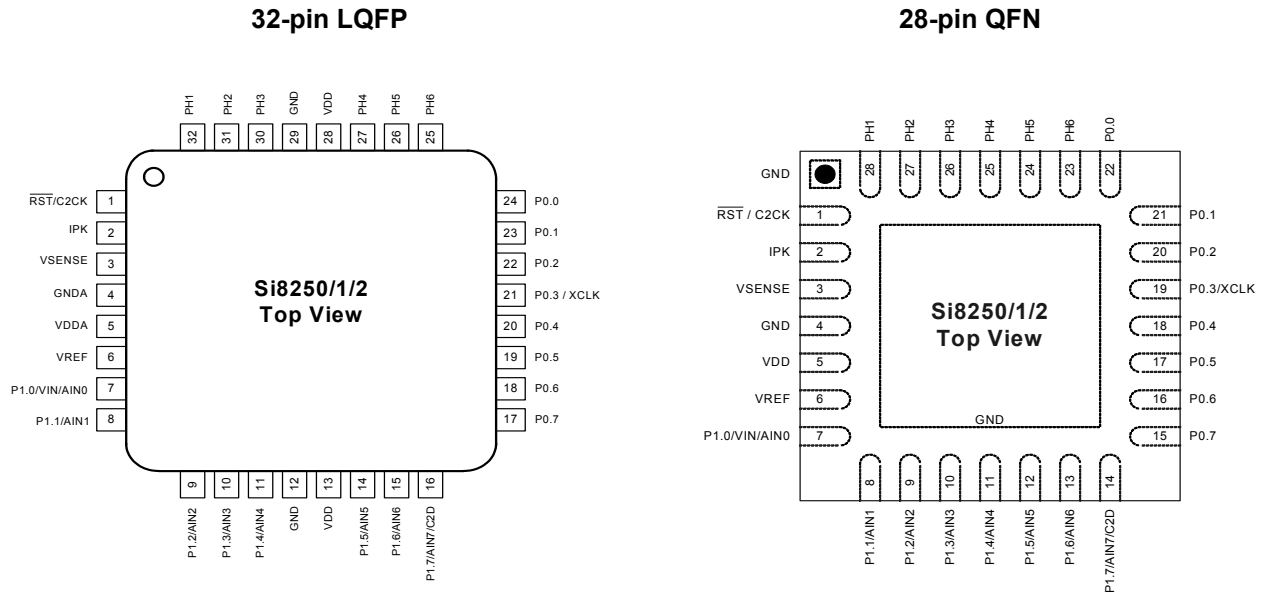 32-pin LQFP
28-pin QFN
PH1
PH2
PH3
GND
VDD
PH4
PH5
PH6
32
31
30
29
28
27
26
25
RST/C2CK 1
IPK 2
VSENSE 3
GNDA 4
VDDA 5
VREF 6
P1.0/VIN/AIN0 7
P1.1/AIN1 8
Si8250/1/2
Top View
24 P0.0
23 P0.1
22 P0.2
21 P0.3 / XCLK
20 P0.4
19 P0.5
18 P0.6
17 P0.7
9
10
11
12
13
14
15
16
P1.2/AIN2
P1.3/AIN3
P1.4/AIN4
GND
VDD
P1.5/AIN5
P1.6/AIN6
P1.7/AIN7/C2D
PH1
PH2
PH3
PH4
PH5
PH6
P0.0
GND
28
27
26
25
24
23
22
RST / C2CK 1
IPK 2
VSENSE 3
GND 4
VDD 5
VREF 6
P1.0/VIN/AIN0 7
Si8250/1/2
Top View
GND
21 P0.1
20 P0.2
19 P0.3/XCLK
18 P0.4
17 P0.5
16 P0.6
15 P0.7
8
9
10
11
12
13
14
P1.1/AIN1
P1.2/AIN2
P1.3/AIN3
P1.4/AIN4
P1.5/AIN5
P1.6/AIN6
P1.7/AIN7/C2D